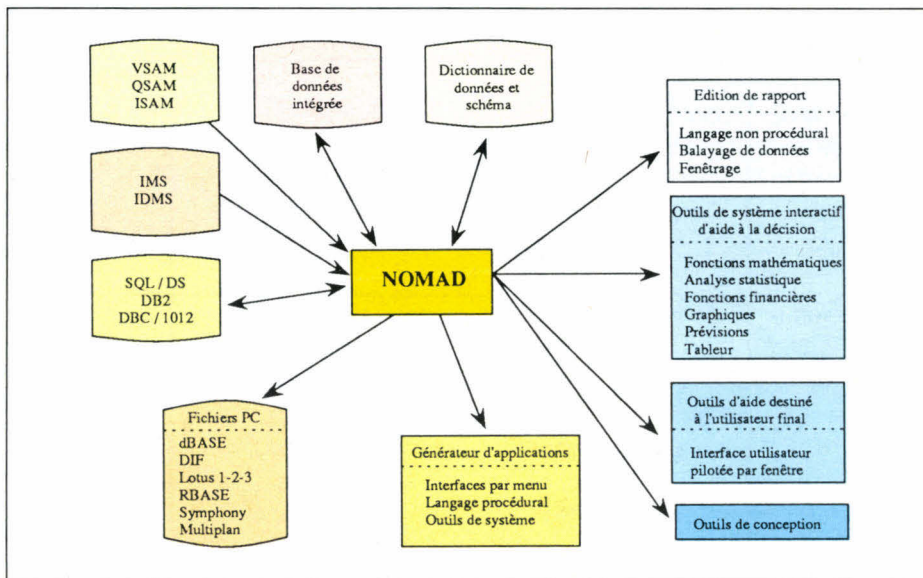 VSAM
QSAM
ISAM
Base de
données
intégrée
Dictionnaire de
données et
schéma
Edition de rapport
Langage non procédural
Balayage de données
Fenêtrage
IMS
IDMS
Outils de système interactif
d'aide à la décision
Fonctions mathématiques
Analyse statistique
Fonctions financières
Graphiques
Prévisions
Tableur
NOMAD
SQL / DS
DB2
DBC / 1012
Outils d'aide destiné
à l'utilisateur final
Interface utilisateur
pilotée par fenêtre
Fichiers PC
dBASE
DIF
Lotus 1-2-3
RBASE
Symphony
Multiplan
Générateur d'applications
Interfaces par menu
Langage procédural
Outils de système
Outils de conception